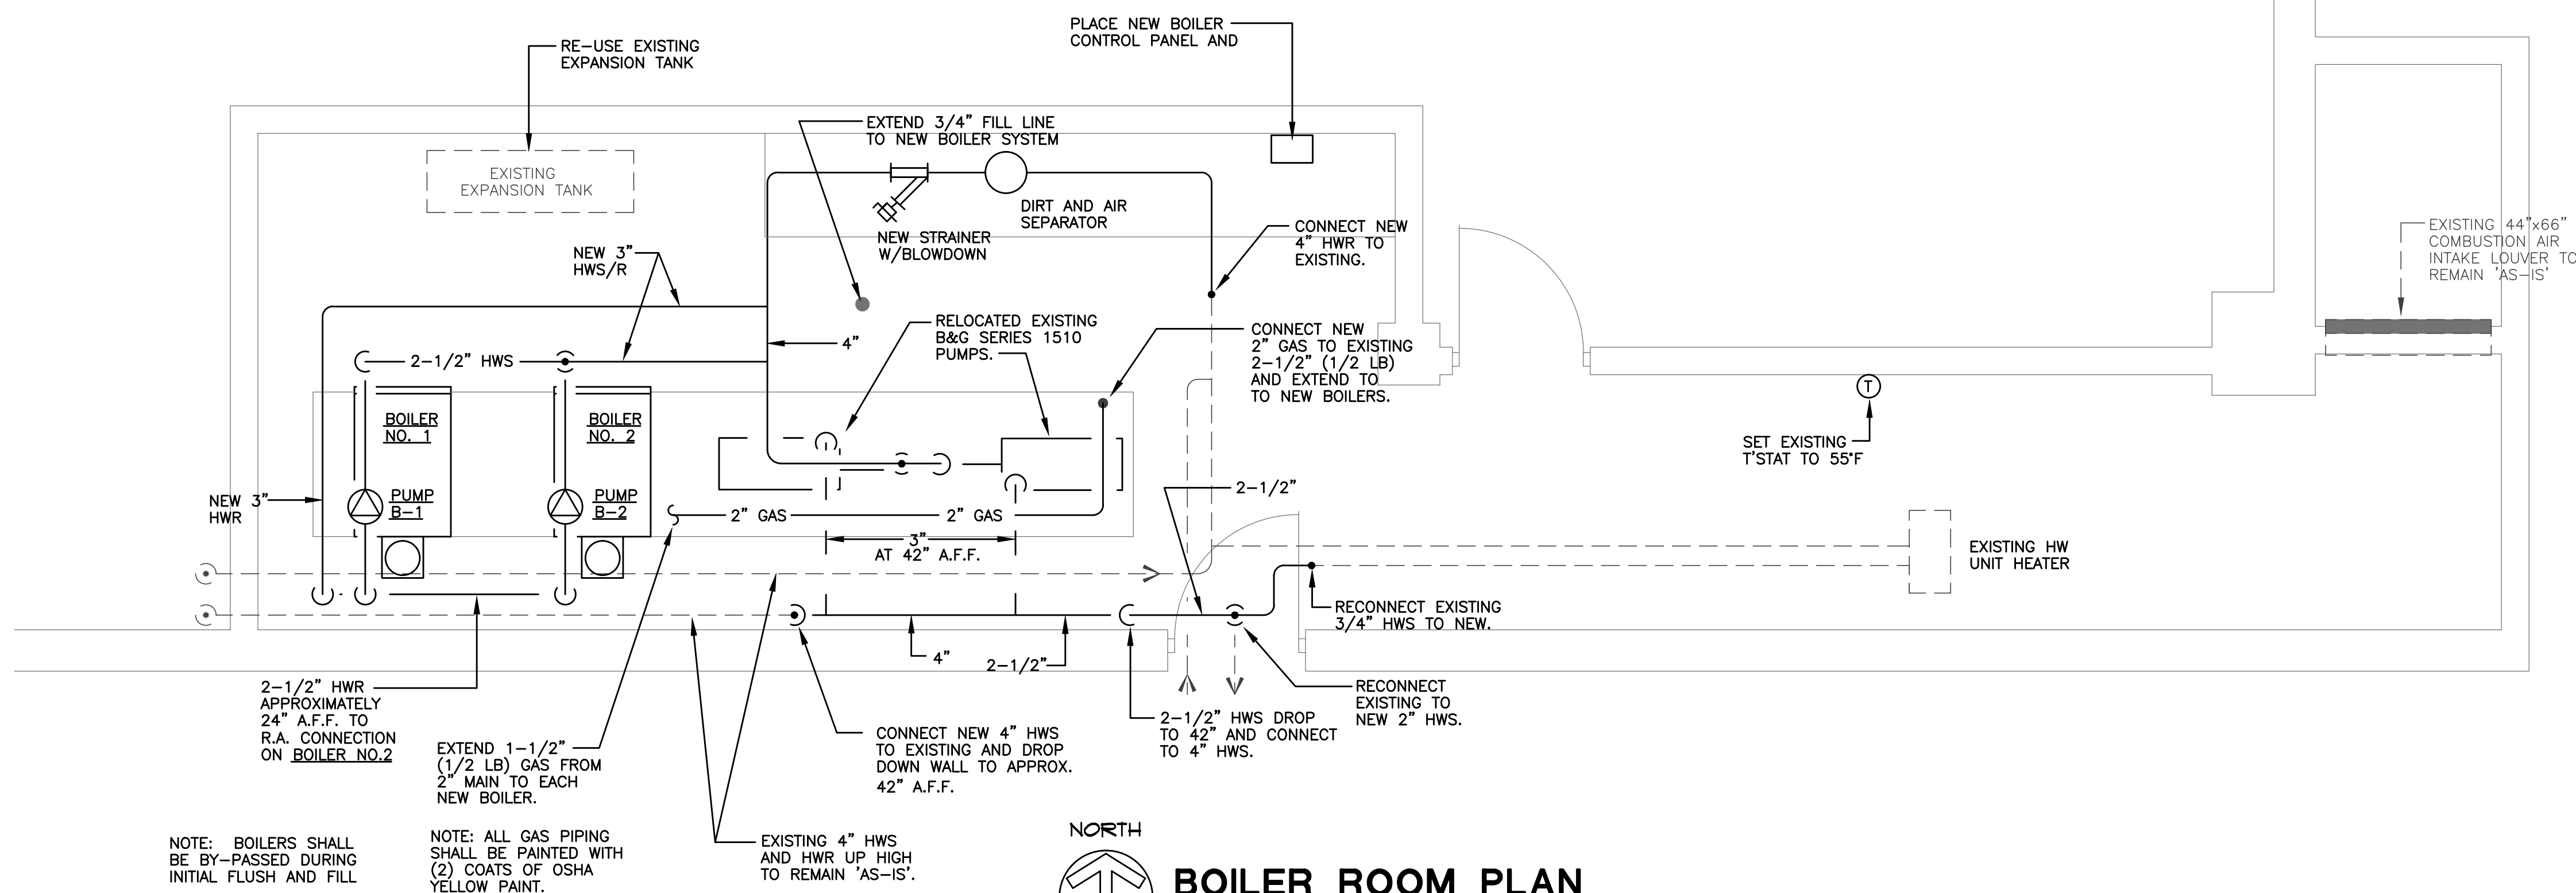 PLACE NEW BOILER
CONTROL PANEL AND
RE-USE EXISTING
EXPANSION TANK
EXTEND 3/4" FILL LINE
TO NEW BOILER SYSTEM
EXISTING
EXPANSION TANK
DIRT AND AIR
SEPARATOR
NEW STRAINER
W/BLOWDOWN
CONNECT NEW
4" HWR TO
EXISTING.
EXISTING 44"x66"
COMBUSTION AIR
INTAKE LOUVER TO
REMAIN 'AS-IS'
NEW 3"
HWS/R
RELOCATED EXISTING
B&G SERIES 1510
PUMPS.
4"
CONNECT NEW
2" GAS TO EXISTING
2-1/2" (1/2 LB)
AND EXTEND TO
TO NEW BOILERS.
2-1/2" HWS
BOILER
NO. 1
BOILER
NO. 2
T
SET EXISTING
T'STAT TO 55°F
NEW 3"
HWR
PUMP
B-1
PUMP
B-2
2-1/2"
2" GAS
2" GAS
3"
AT 42" A.F.F.
EXISTING HW
UNIT HEATER
RECONNECT EXISTING
3/4" HWS TO NEW.
4"
2-1/2"
2-1/2" HWR
APPROXIMATELY
24" A.F.F. TO
R.A. CONNECTION
ON BOILER NO.2
RECONNECT
EXISTING TO
NEW 2" HWS.
2-1/2" HWS DROP
TO 42" AND CONNECT
TO 4" HWS.
CONNECT NEW 4" HWS
TO EXISTING AND DROP
DOWN WALL TO APPROX.
42" A.F.F.
EXTEND 1-1/2"
(1/2 LB) GAS FROM
2" MAIN TO EACH
NEW BOILER.
NOTE: BOILERS SHALL
BE BY-PASSED DURING
INITIAL FLUSH AND FILL
NOTE: ALL GAS PIPING
SHALL BE PAINTED WITH
(2) COATS OF OSHA
YELLOW PAINT.
EXISTING 4" HWS
AND HWR UP HIGH
TO REMAIN 'AS-IS'.
NORTH
BOILER ROOM PLAN